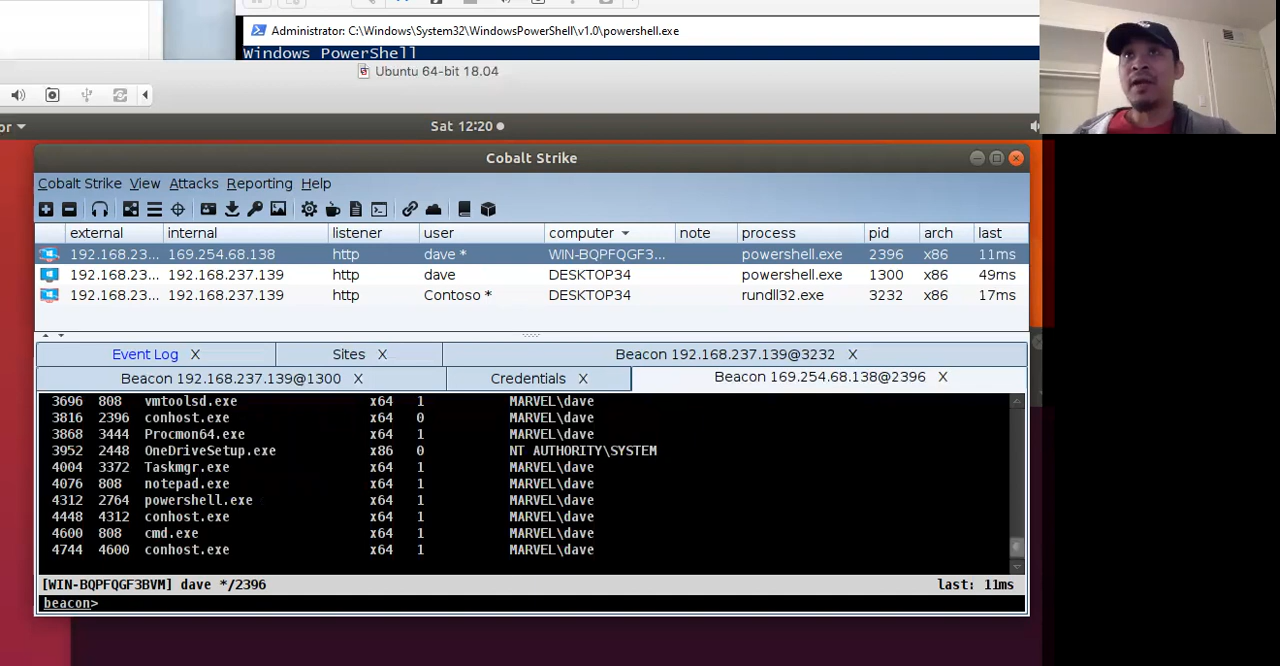 Administrator: C:\Windows\System32\WindowsPowerShell\v1.0\powershell.exe
Windows PowerShell
Ubuntu 64-bit 18.04
or
Sat 12:20
Cobalt Strike
Cobalt Strike View Attacks Reporting Help
external internal listener user computer note process pid arch last
192.168.23... 169.254.68.138 http dave * WIN-BQPFQGF3... powershell.exe 2396 x86 11ms
192.168.23... 192.168.237.139 http dave DESKTOP34 powershell.exe 1300 x86 49ms
192.168.23... 192.168.237.139 http Contoso * DESKTOP34 rundll32.exe 3232 x86 17ms
Event Log X Sites X Beacon 192.168.237.139@3232 X
Beacon 192.168.237.139@1300 X Credentials X Beacon 169.254.68.138@2396 X
3696 808 vmtoolsd.exe x64 1 MARVEL\dave
3816 2396 conhost.exe x64 0 MARVEL\dave
3868 3444 Procmon64.exe x64 1 MARVEL\dave
3952 2448 OneDriveSetup.exe x86 0 NT AUTHORITY\SYSTEM
4004 3372 Taskmgr.exe x64 1 MARVEL\dave
4076 808 notepad.exe x64 1 MARVEL\dave
4312 2764 powershell.exe x64 1 MARVEL\dave
4448 4312 conhost.exe x64 1 MARVEL\dave
4600 808 cmd.exe x64 1 MARVEL\dave
4744 4600 conhost.exe x64 1 MARVEL\dave
[WIN-BQPFQGF3BVM] dave */2396 last: 11ms
beacon>